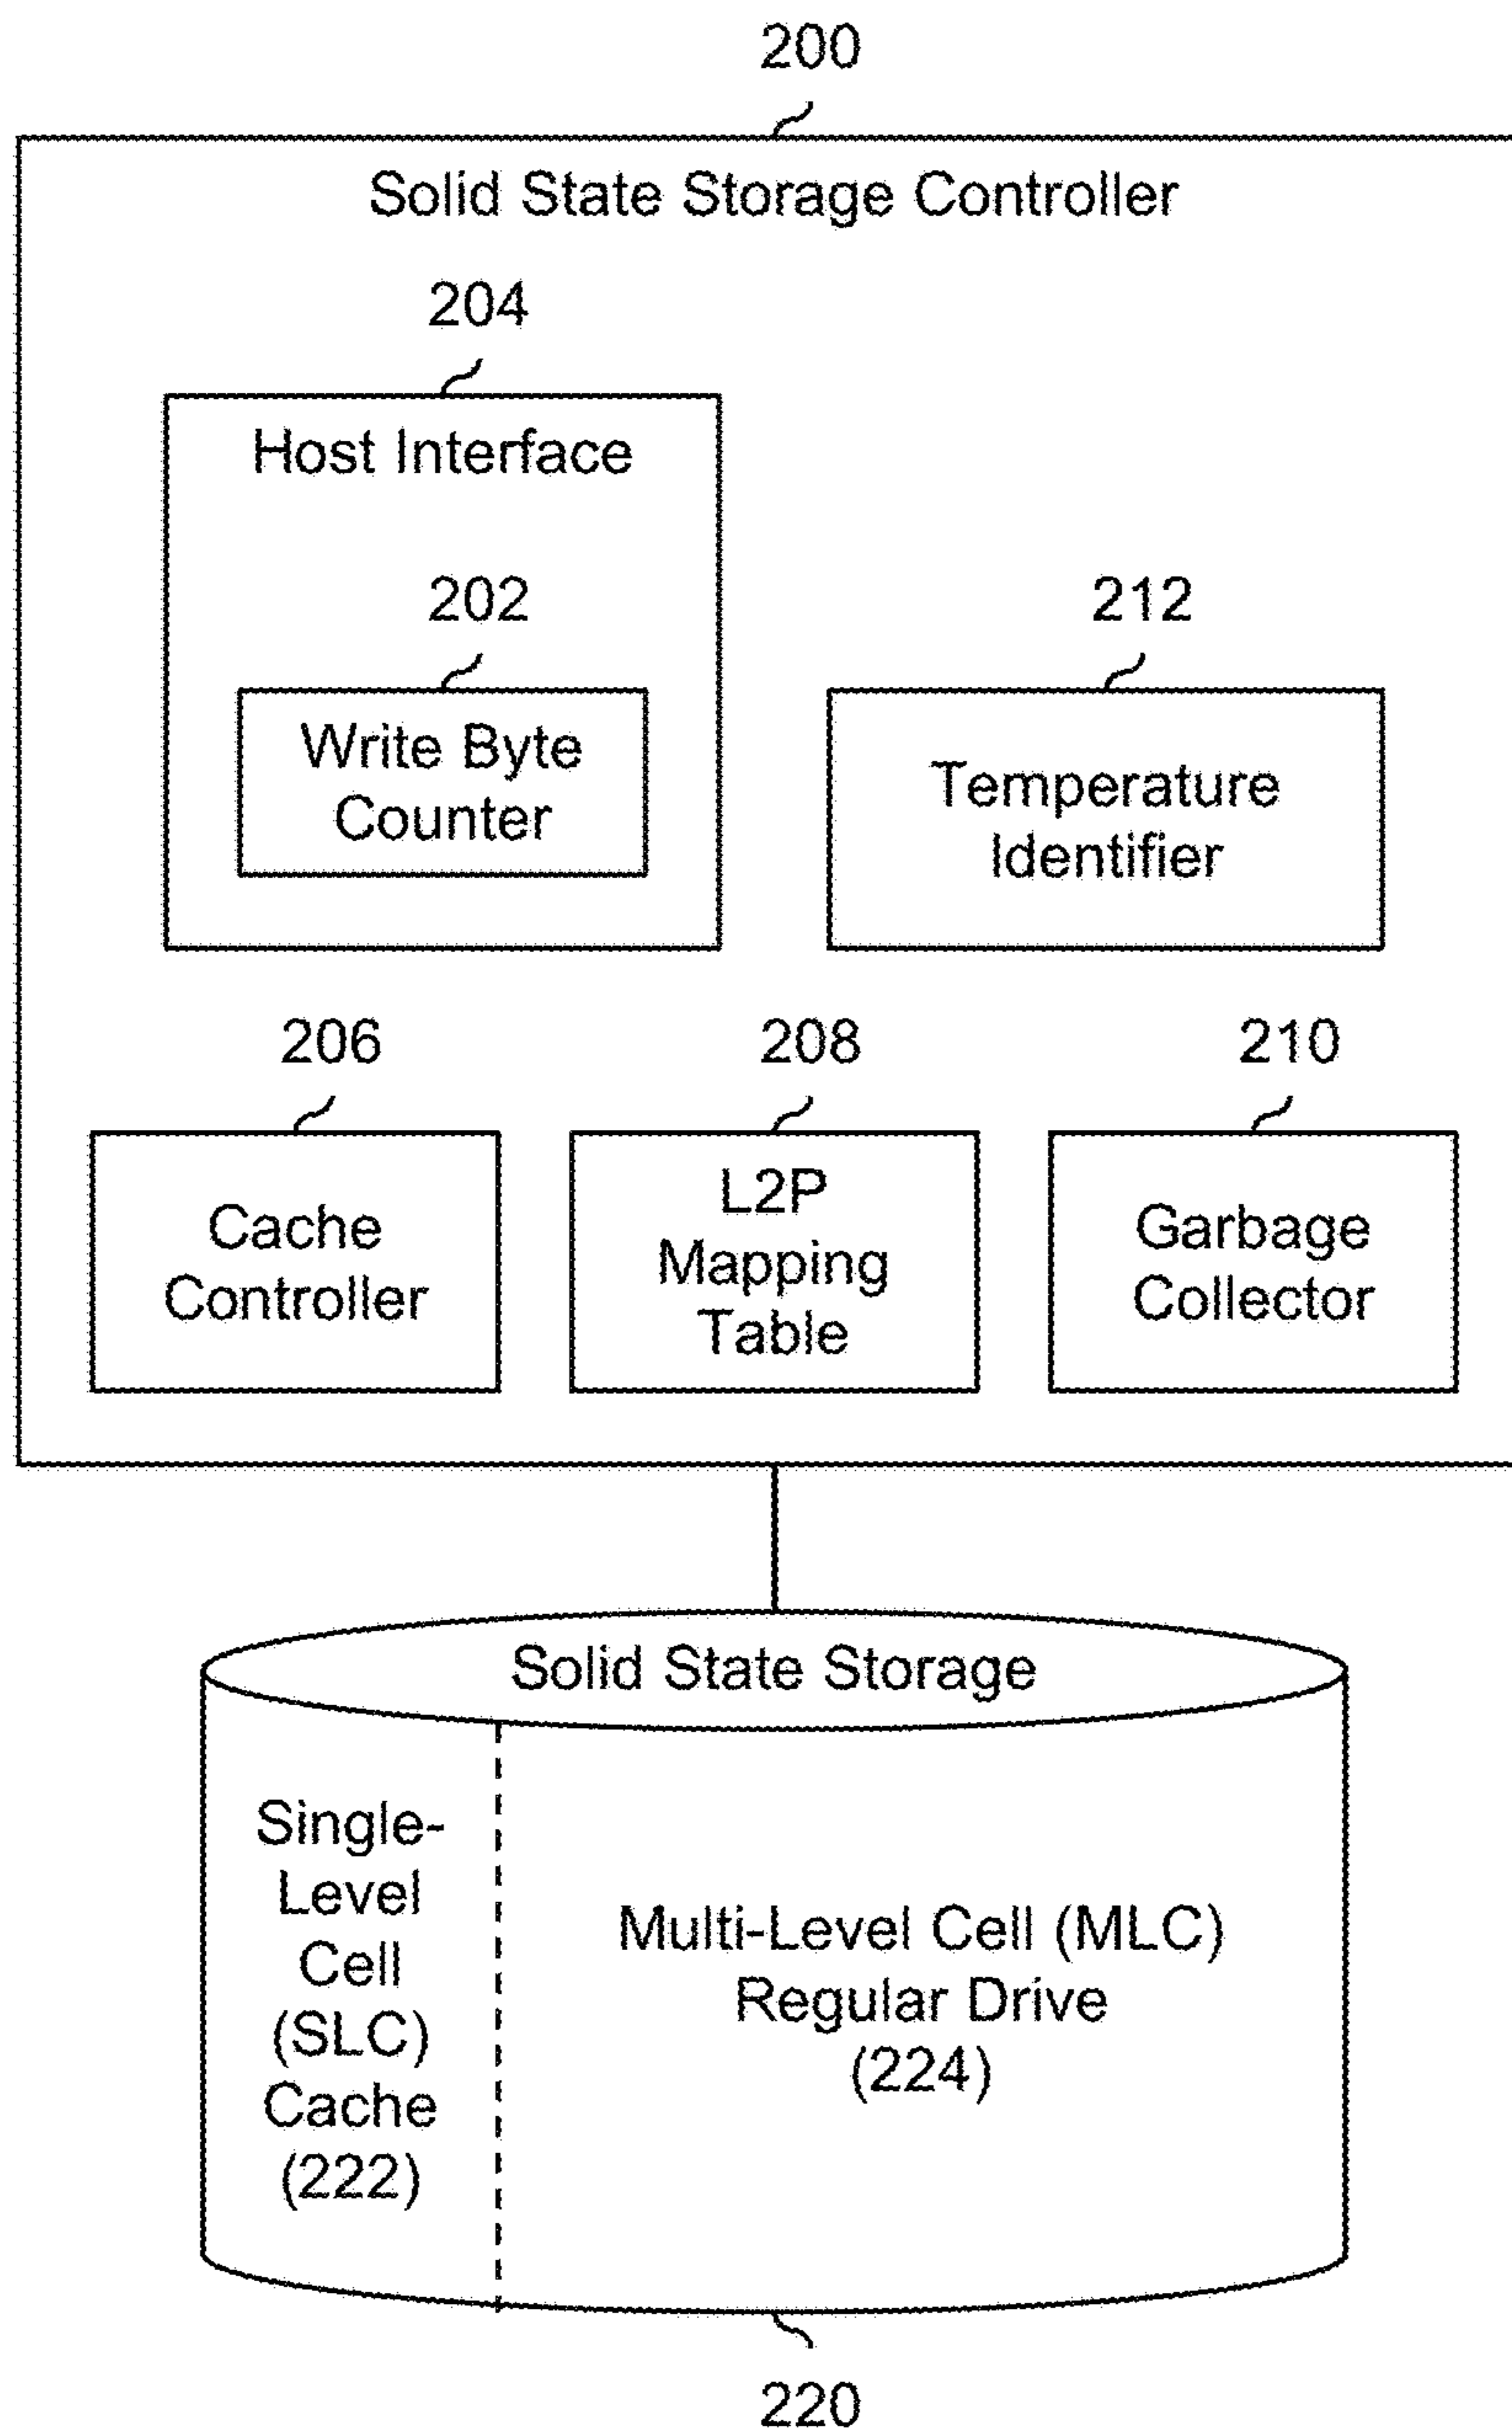 200
Solid State Storage Controller
204
Host Interface
202
Write Byte
Counter
212
Temperature
Identifier
206
Cache
Controller
208
L2P
Mapping
Table
210
Garbage
Collector
Solid State Storage
Single-
Level
Cell
(SLC)
Cache
(222)
Multi-Level Cell (MLC)
Regular Drive
(224)
220